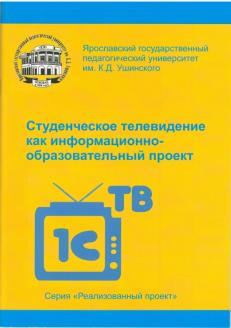 Ярославский государственный
педагогический университет
им. К.Д. Ушинского
Студенческое телевидение
как информационно-
образовательный проект
ТВ
1С
Серия «Реализованный проект»